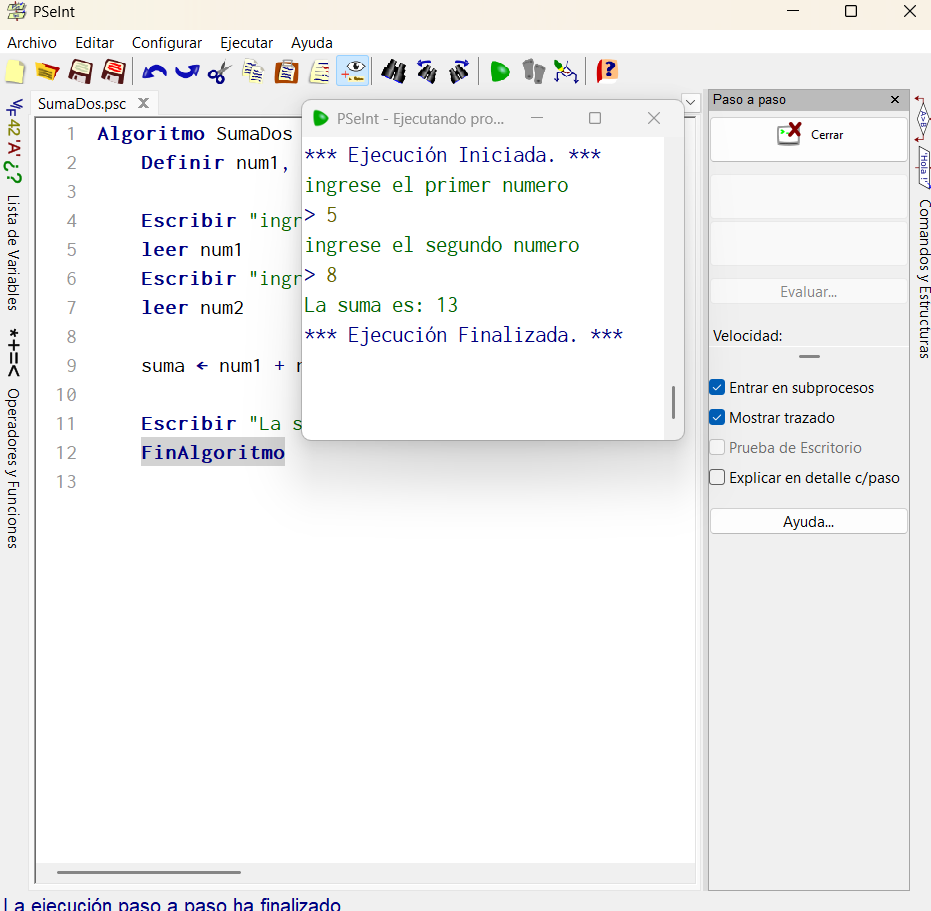 PSeInt
Archivo Editar Configurar Ejecutar Ayuda
SumaDos.psc
1 Algoritmo SumaDos
2 Definir num1,
3
4 Escribir "ingr
5 leer num1
6 Escribir "ingr
7 leer num2
8
9 suma ← num1 +
10
11 Escribir "La s
12 FinAlgoritmo
13
PSeInt - Ejecutando pro...
*** Ejecución Iniciada. ***
ingrese el primer numero
> 5
ingrese el segundo numero
> 8
La suma es: 13
*** Ejecución Finalizada. ***
Paso a paso
Cerrar
Evaluar...
Velocidad:
Entrar en subprocesos
Mostrar trazado
Prueba de Escritorio
Explicar en detalle c/paso
Ayuda...
VF 42 'A' ¿? Lista de Variables
*+=< Operadores y Funciones
A>B
"Hola !"
Comandos y Estructuras
La ejecución paso a paso ha finalizado